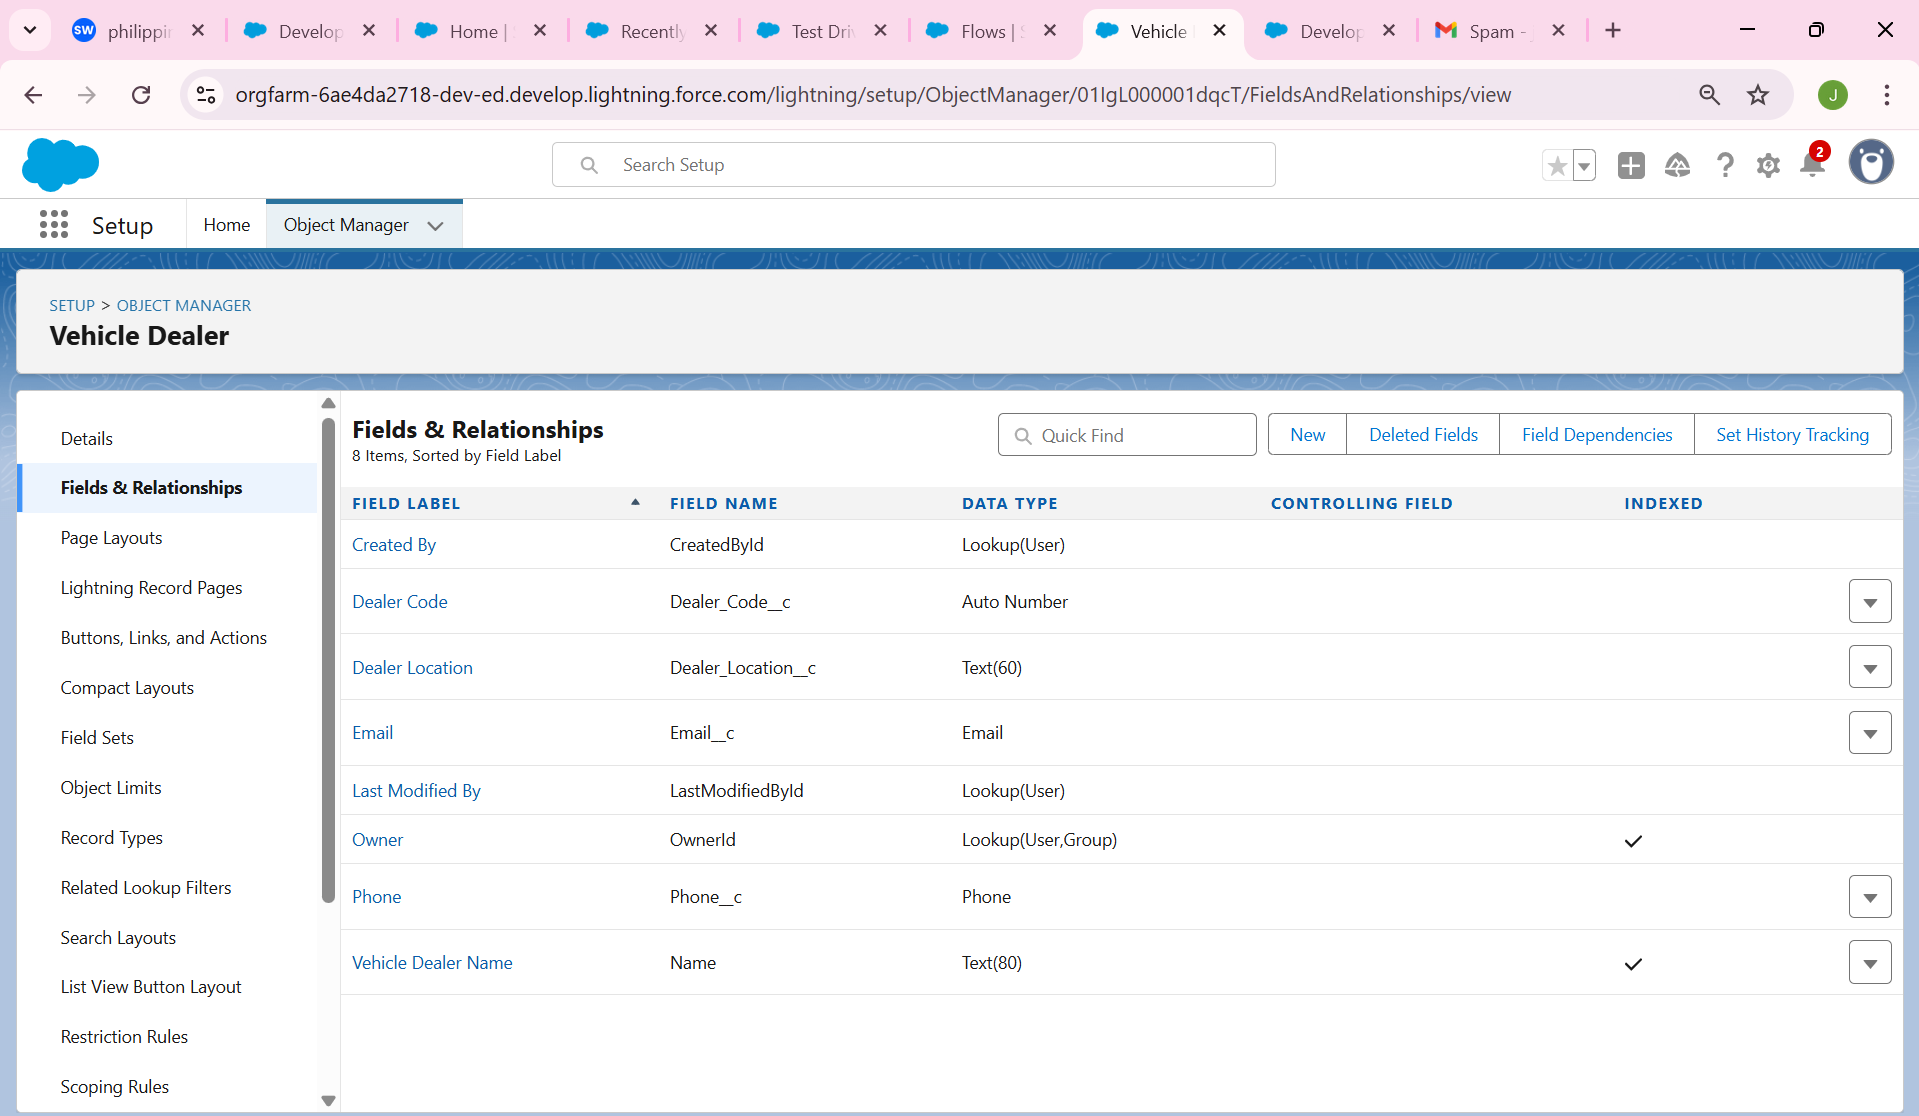 philippin
Develop
Home |
Recently
Test Dri
Flows |
Vehicle
Develop
Spam -
orgfarm-6ae4da2718-dev-ed.develop.lightning.force.com/lightning/setup/ObjectManager/01IgL000001dqcT/FieldsAndRelationships/view
J
Search Setup
2
Setup
Home
Object Manager
SETUP > OBJECT MANAGER
Vehicle Dealer
Details
Fields & Relationships
Page Layouts
Lightning Record Pages
Buttons, Links, and Actions
Compact Layouts
Field Sets
Object Limits
Record Types
Related Lookup Filters
Search Layouts
List View Button Layout
Restriction Rules
Scoping Rules
Fields & Relationships
8 Items, Sorted by Field Label
Quick Find
New
Deleted Fields
Field Dependencies
Set History Tracking
FIELD LABEL FIELD NAME DATA TYPE CONTROLLING FIELD INDEXED
Created By CreatedById Lookup(User)
Dealer Code Dealer_Code__c Auto Number
Dealer Location Dealer_Location__c Text(60)
Email Email__c Email
Last Modified By LastModifiedById Lookup(User)
Owner OwnerId Lookup(User,Group)
Phone Phone__c Phone
Vehicle Dealer Name Name Text(80)